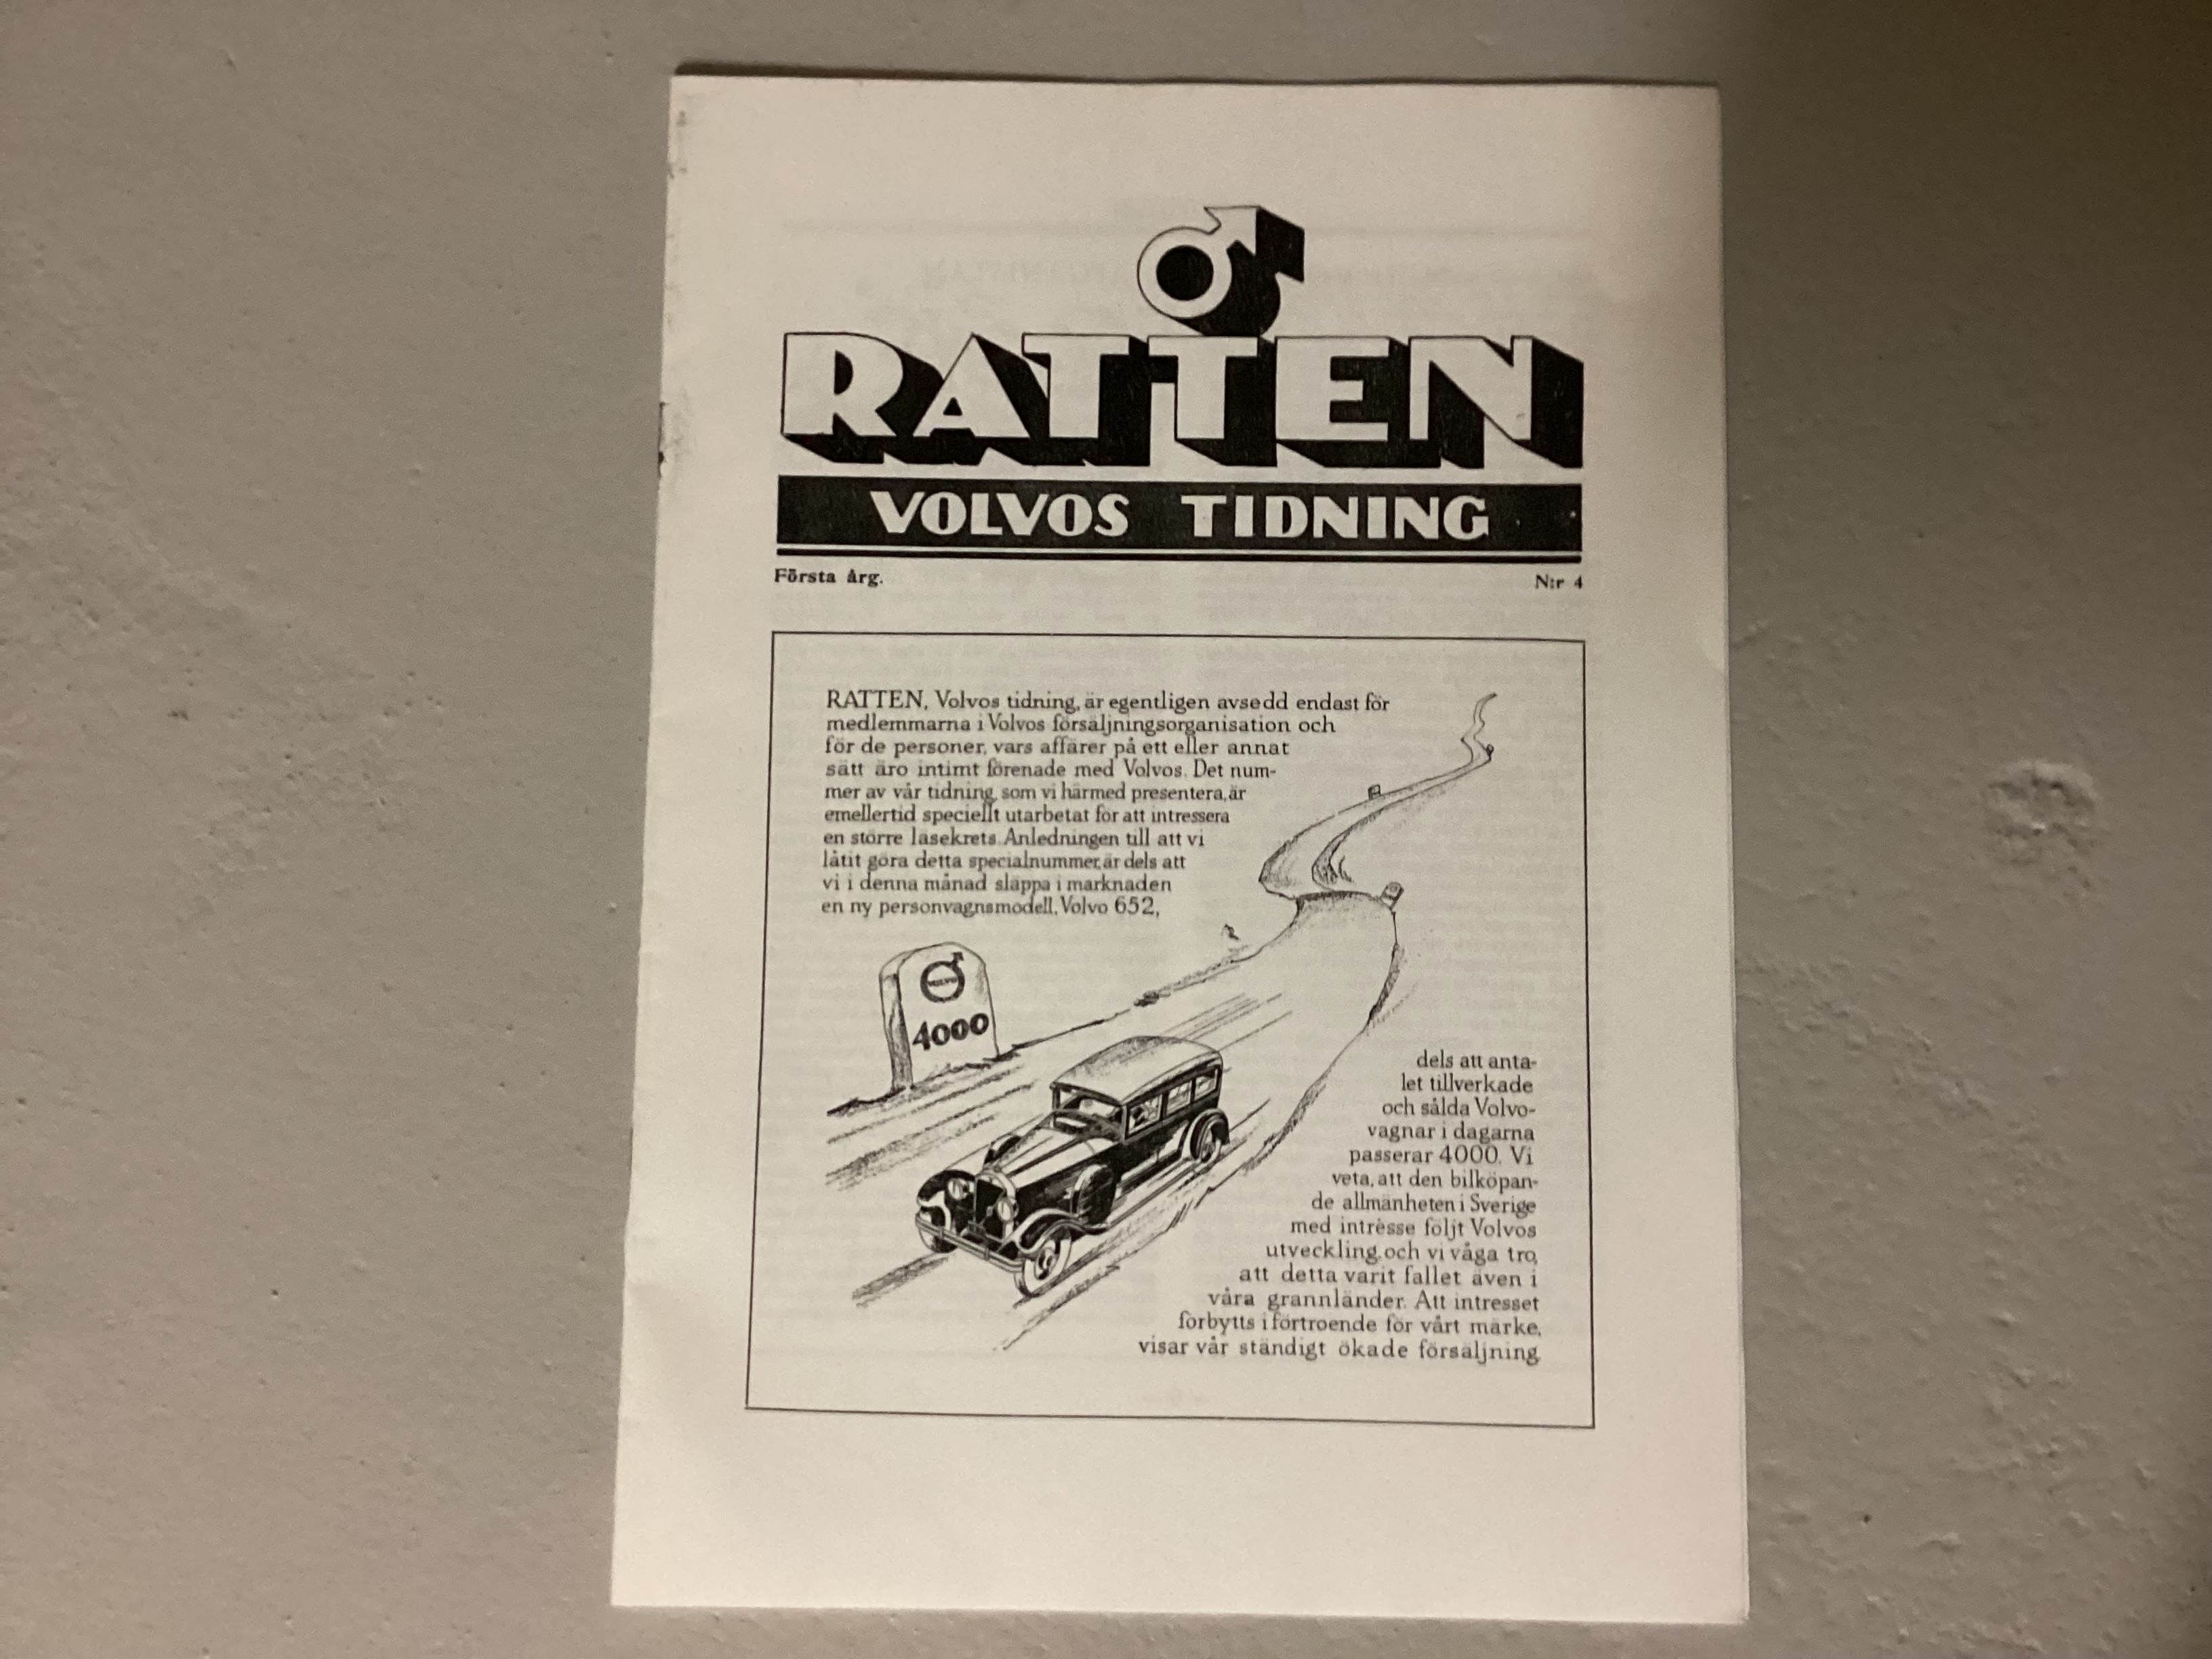 RATTEN
VOLVOS TIDNING
Första årg.
N:r 4
RATTEN, Volvos tidning, är egentligen avsedd endast för
medlemmarna i Volvos försäljningsorganisation och
för de personer, vars affärer på ett eller annat
sätt äro intimt förenade med Volvos. Det num-
mer av vår tidning, som vi härmed presentera, är
emellertid speciellt utarbetat för att intressera
en större läsekrets. Anledningen till att vi
låtit göra detta specialnummer, är dels att
vi i denna månad släppa i marknaden
en ny personvagnsmodell, Volvo 652,
4000
dels att anta-
let tillverkade
och sålda Volvo-
vagnar i dagarna
passerar 4000. Vi
veta, att den bilköpan-
de allmänheten i Sverige
med intresse följt Volvos
utveckling, och vi våga tro,
att detta varit fallet även i
våra grannländer. Att intresset
förbytts i förtroende för vårt märke,
visar vår ständigt ökade försäljning.